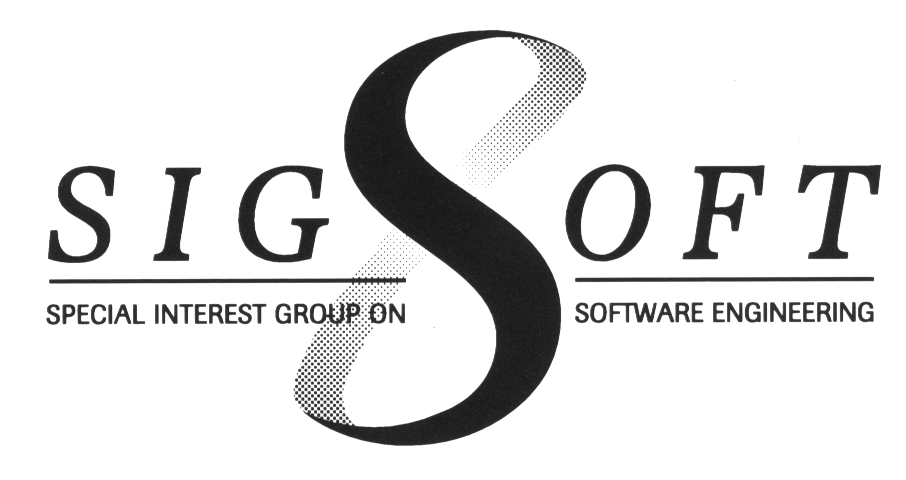 SIGSOFT
SPECIAL INTEREST GROUP ON SOFTWARE ENGINEERING